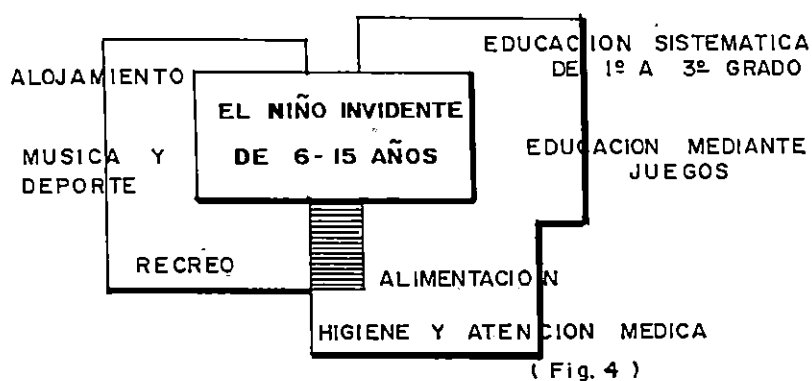 EDUCACION SISTEMATICA
DE 1º A 3º GRADO
ALOJAMIENTO
EL NIÑO INVIDENTE
DE 6-15 AÑOS
MUSICA Y
DEPORTE
EDUCACION MEDIANTE
JUEGOS
RECREO
ALIMENTACION
HIGIENE Y ATENCION MEDICA
( Fig. 4 )